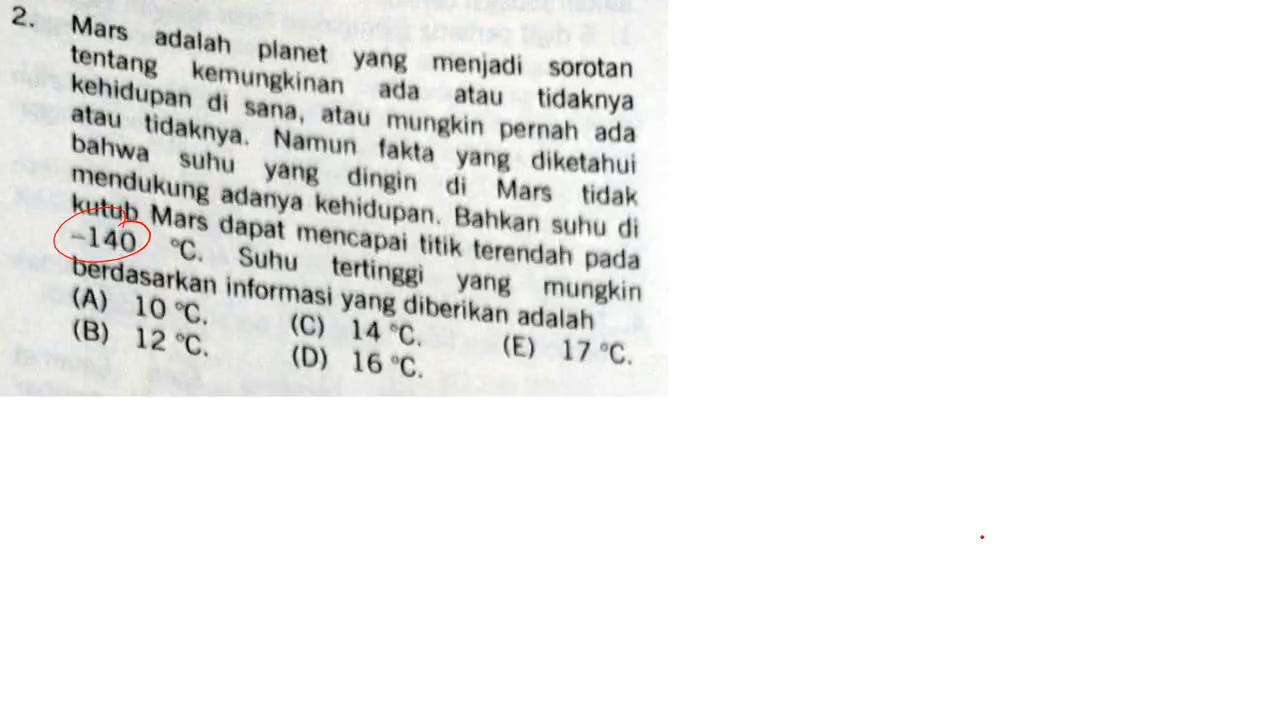 2. Mars adalah planet yang menjadi sorotan
tentang kemungkinan ada atau tidaknya
kehidupan di sana, atau mungkin pernah ada
atau tidaknya. Namun fakta yang diketahui
bahwa suhu yang dingin di Mars tidak
mendukung adanya kehidupan. Bahkan suhu di
kutub Mars dapat mencapai titik terendah pada
–140 °C. Suhu tertinggi yang mungkin
berdasarkan informasi yang diberikan adalah
(A) 10 °C. (C) 14 °C. (E) 17 °C.
(B) 12 °C. (D) 16 °C.